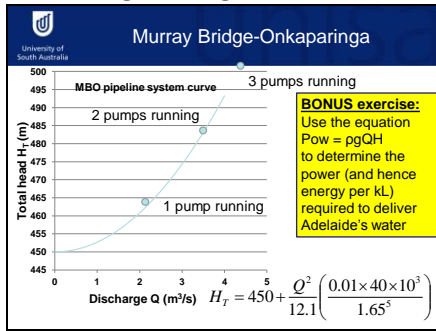 University of
South Australia
Murray Bridge-Onkaparinga
MBO pipeline system curve
3 pumps running
2 pumps running
1 pump running
Total head H_T (m)
500
495
490
485
480
475
470
465
460
455
450
445
0 1 2 3 4 5
Discharge Q (m³/s)
BONUS exercise:
Use the equation
Pow = ρgQH
to determine the
power (and hence
energy per kL)
required to deliver
Adelaide's water
H_T = 450 + Q²/12.1 (0.01×40×10³/1.65⁵)